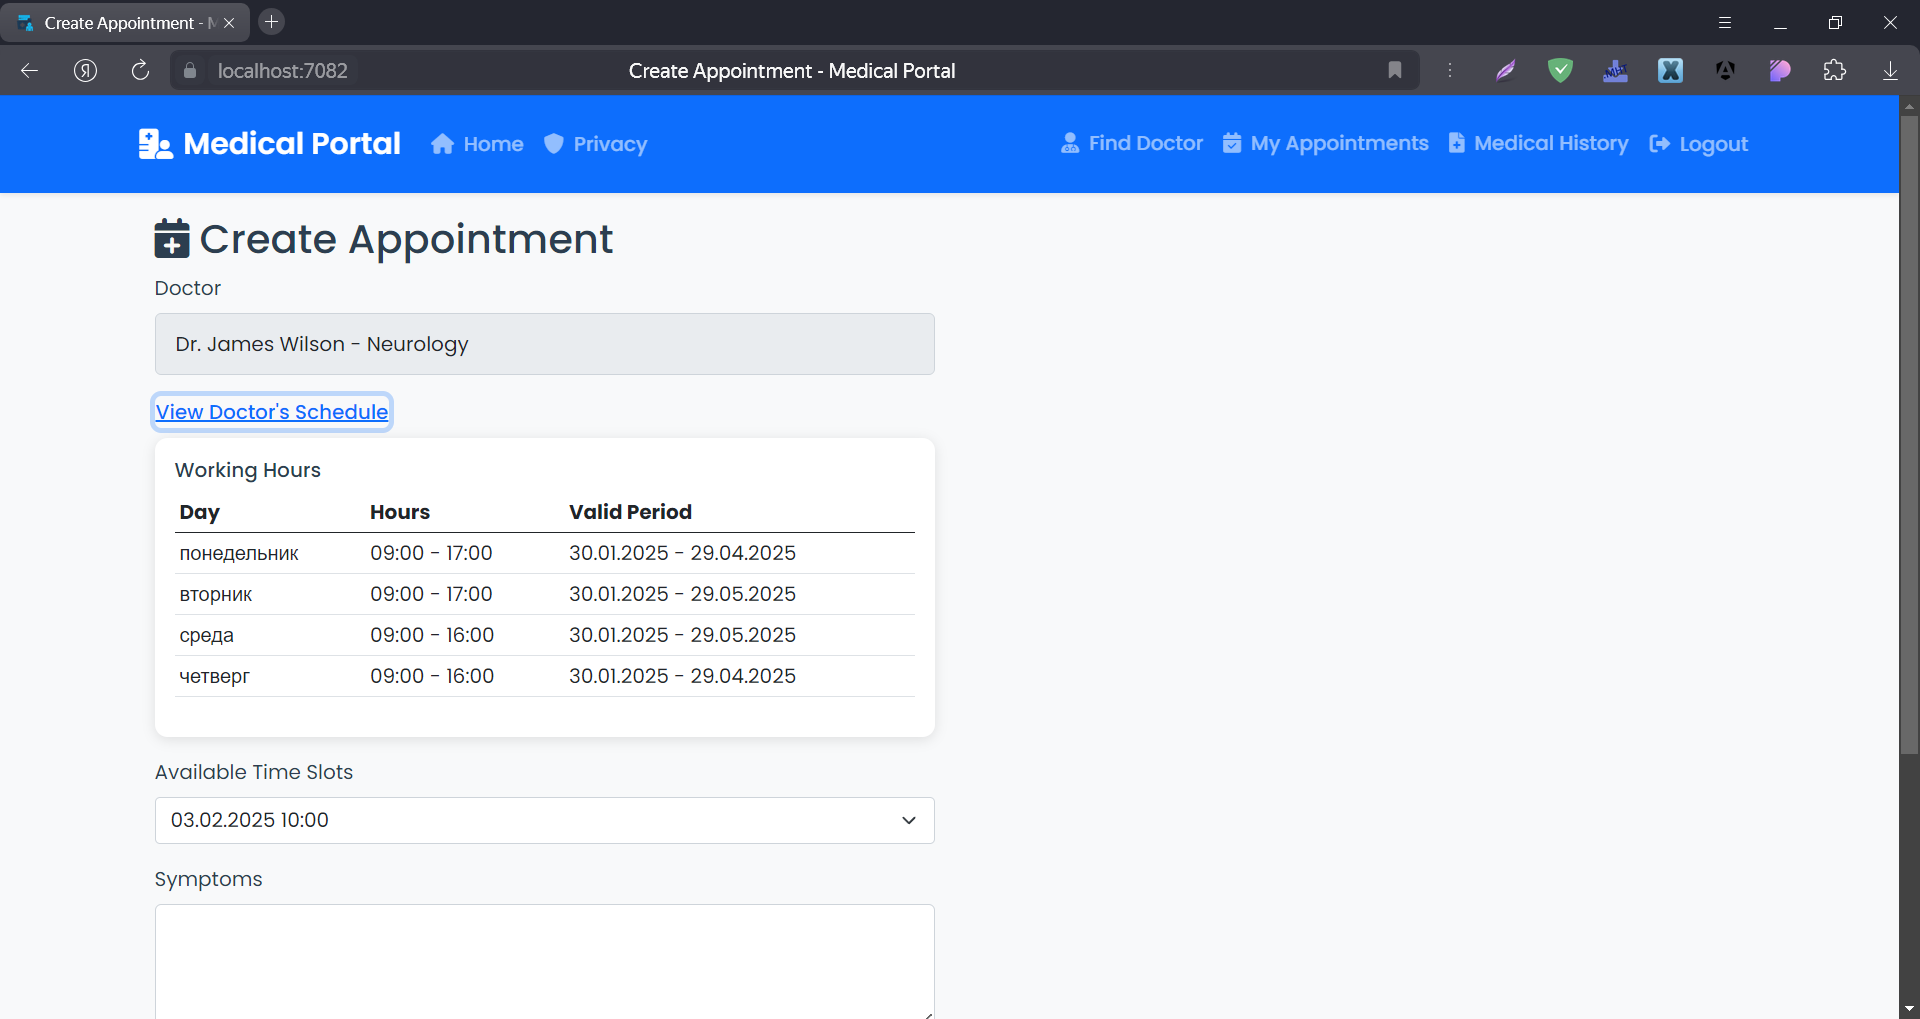 Create Appointment - M
localhost:7082
Create Appointment - Medical Portal
Medical Portal Home Privacy Find Doctor My Appointments Medical History Logout
Create Appointment
Doctor
Dr. James Wilson - Neurology
View Doctor's Schedule
Working Hours
Day Hours Valid Period
понедельник 09:00 - 17:00 30.01.2025 - 29.04.2025
вторник 09:00 - 17:00 30.01.2025 - 29.05.2025
среда 09:00 - 16:00 30.01.2025 - 29.05.2025
четверг 09:00 - 16:00 30.01.2025 - 29.04.2025
Available Time Slots
03.02.2025 10:00
Symptoms